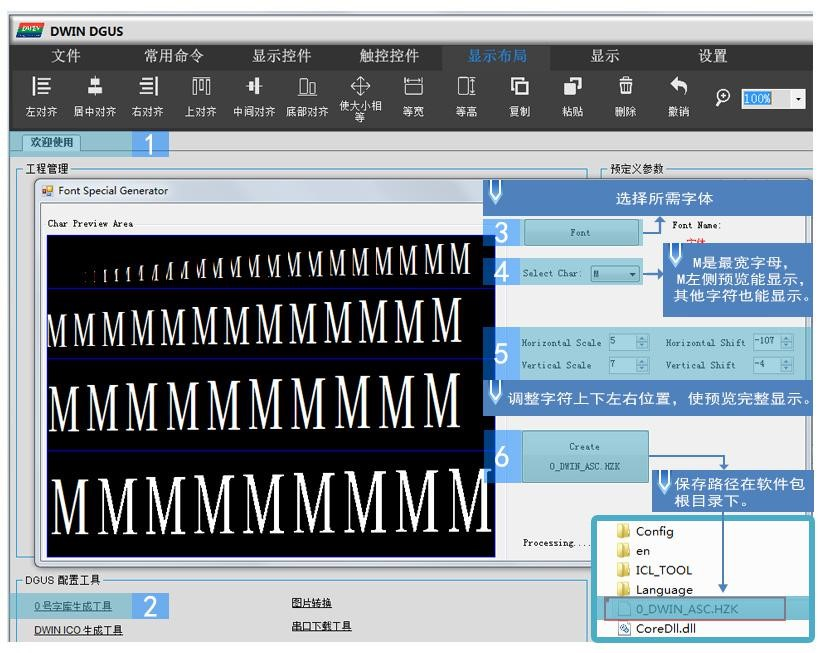 DWIN DWIN DGUS
文件 常用命令 显示控件 触控控件 显示布局 显示 设置
左对齐 居中对齐 右对齐 上对齐 中间对齐 底部对齐 使大小相等 等宽 等高 复制 粘贴 删除 撤销 100%
欢迎使用 1
工程管理 预定义参数
Font Special Generator
选择所需字体
Char Preview Area
3 Font Font Name:
宋体
4 Select Char: M
M是最宽字母,
M左侧预览能显示,
其他字符也能显示。
MMMMMMMMMMMMMMMMM
MMMMMMMMMMMMM
MMMMMMMMMMM
5
Horizontal Scale 5 Horizontal Shift -107
Vertical Scale 7 Vertical Shift -4
调整字符上下左右位置，使预览完整显示。
MMMMMMMMM
6 Create
0_DWIN_ASC.HZK
保存路径在软件包
根目录下。
Processing....
Config
en
ICL_TOOL
Language
0_DWIN_ASC.HZK
CoreDll.dll
DGUS 配置工具
0号字库生成工具 2 图片转换
DWIN ICO 生成工具 串口下载工具